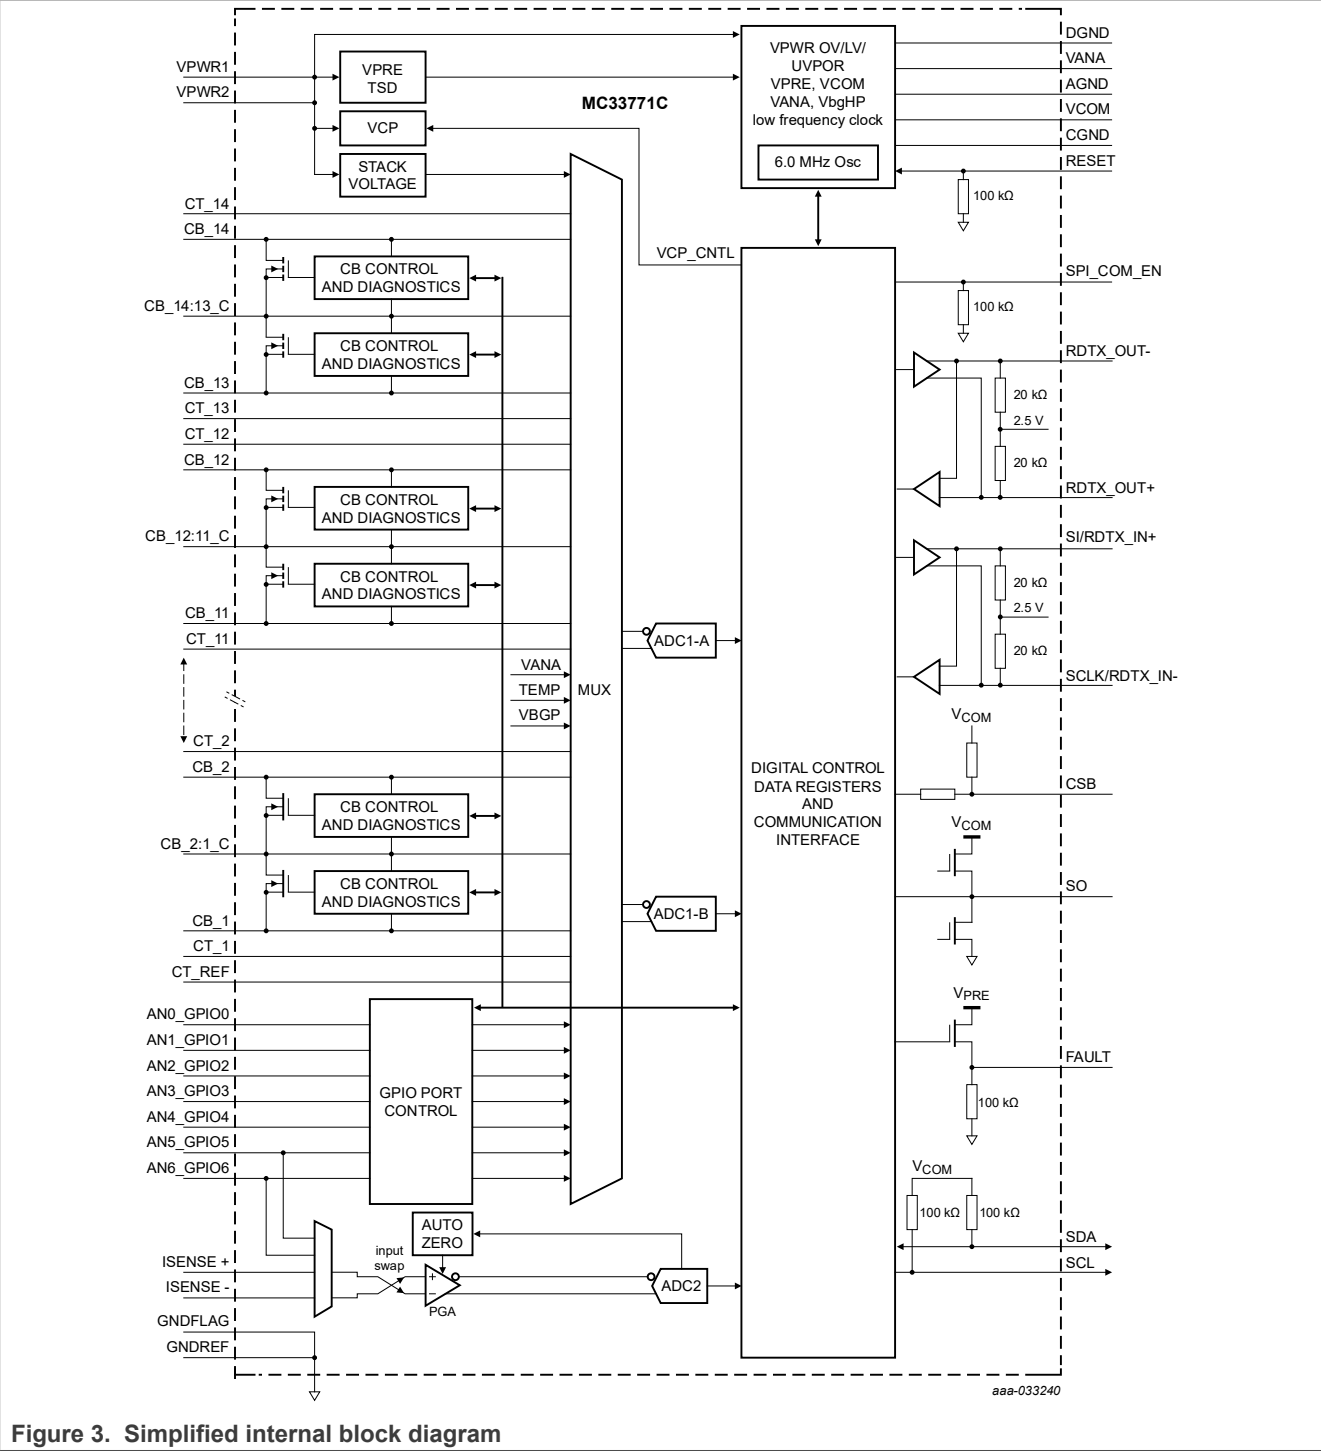 VPWR1
VPWR2
VPRE
TSD
VCP
STACK
VOLTAGE
MC33771C
VPWR OV/LV/
UVPOR
VPRE, VCOM
VANA, VbgHP
low frequency clock
6.0 MHz Osc
DGND
VANA
AGND
VCOM
CGND
RESET
100 kΩ
CT_14
CB_14
CB CONTROL
AND DIAGNOSTICS
CB_14:13_C
CB CONTROL
AND DIAGNOSTICS
CB_13
CT_13
CT_12
CB_12
CB CONTROL
AND DIAGNOSTICS
CB_12:11_C
CB CONTROL
AND DIAGNOSTICS
CB_11
CT_11
VANA
TEMP
VBGP
MUX
CT_2
CB_2
CB CONTROL
AND DIAGNOSTICS
CB_2:1_C
CB CONTROL
AND DIAGNOSTICS
CB_1
CT_1
CT_REF
AN0_GPIO0
AN1_GPIO1
AN2_GPIO2
AN3_GPIO3
AN4_GPIO4
AN5_GPIO5
AN6_GPIO6
GPIO PORT
CONTROL
AUTO
ZERO
input
swap
ISENSE +
ISENSE -
+
−
PGA
GNDFLAG
GNDREF
VCP_CNTL
ADC1-A
ADC1-B
ADC2
DIGITAL CONTROL
DATA REGISTERS
AND
COMMUNICATION
INTERFACE
SPI_COM_EN
100 kΩ
RDTX_OUT-
20 kΩ
2.5 V
20 kΩ
RDTX_OUT+
SI/RDTX_IN+
20 kΩ
2.5 V
20 kΩ
SCLK/RDTX_IN-
VCOM
CSB
VCOM
SO
VPRE
FAULT
100 kΩ
VCOM
100 kΩ
100 kΩ
SDA
SCL
aaa-033240
Figure 3. Simplified internal block diagram